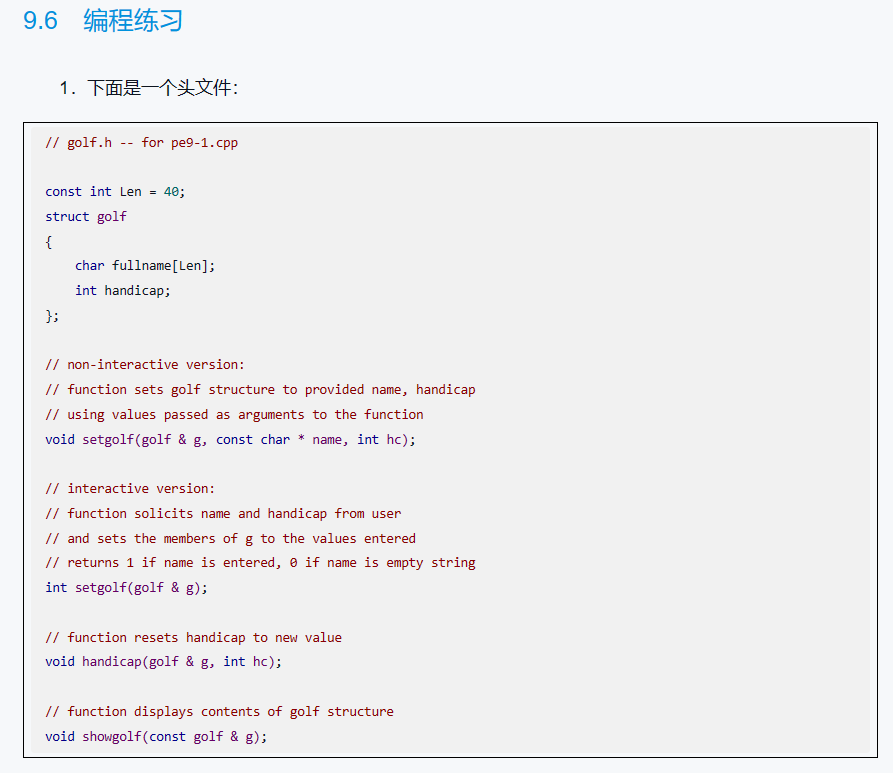 9.6 编程练习
1．下面是一个头文件：
// golf.h -- for pe9-1.cpp
const int Len = 40;
struct golf
{
    char fullname[Len];
    int handicap;
};
// non-interactive version:
// function sets golf structure to provided name, handicap
// using values passed as arguments to the function
void setgolf(golf & g, const char * name, int hc);
// interactive version:
// function solicits name and handicap from user
// and sets the members of g to the values entered
// returns 1 if name is entered, 0 if name is empty string
int setgolf(golf & g);
// function resets handicap to new value
void handicap(golf & g, int hc);
// function displays contents of golf structure
void showgolf(const golf & g);